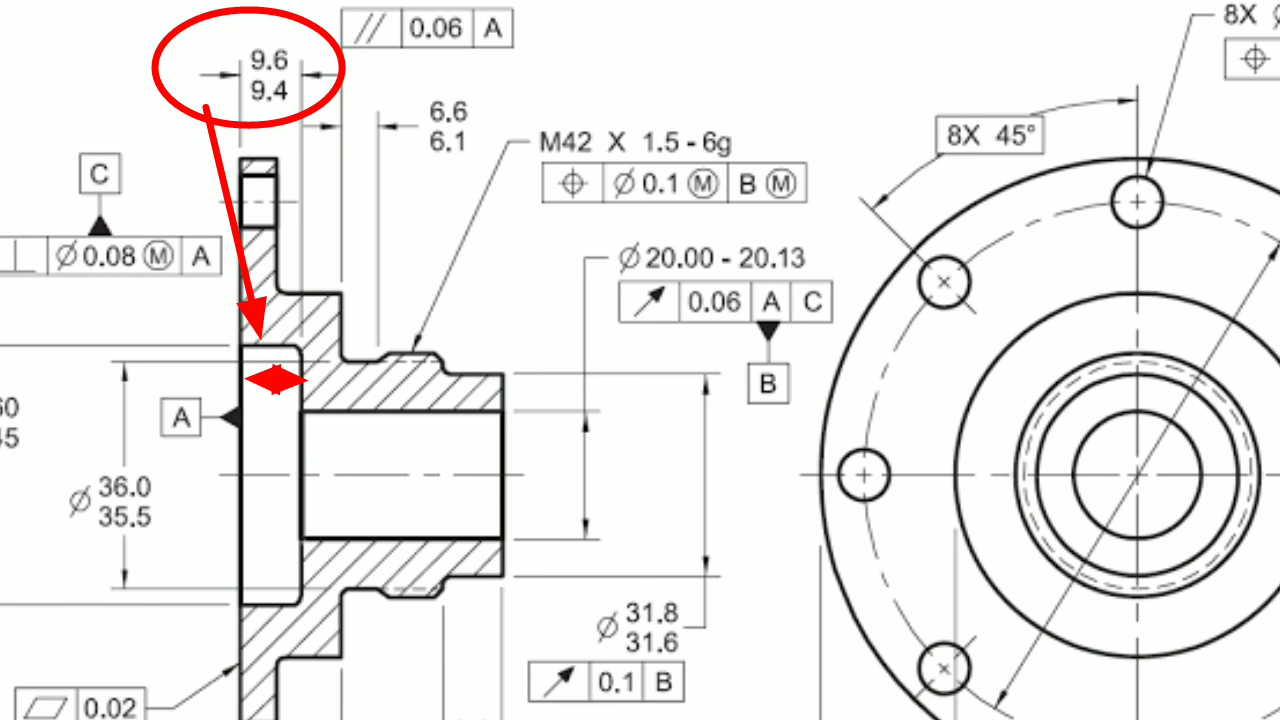 // 0.06 A
8X Ø
9.6
9.4
6.6
6.1
8X 45°
M42 X 1.5 - 6g
⌖ Ø 0.1 Ⓜ B Ⓜ
C
⊥ Ø 0.08 Ⓜ A
Ø 20.00 - 20.13
↗ 0.06 A C
B
A
Ø 36.0
35.5
Ø 31.8
31.6
↗ 0.1 B
⏥ 0.02